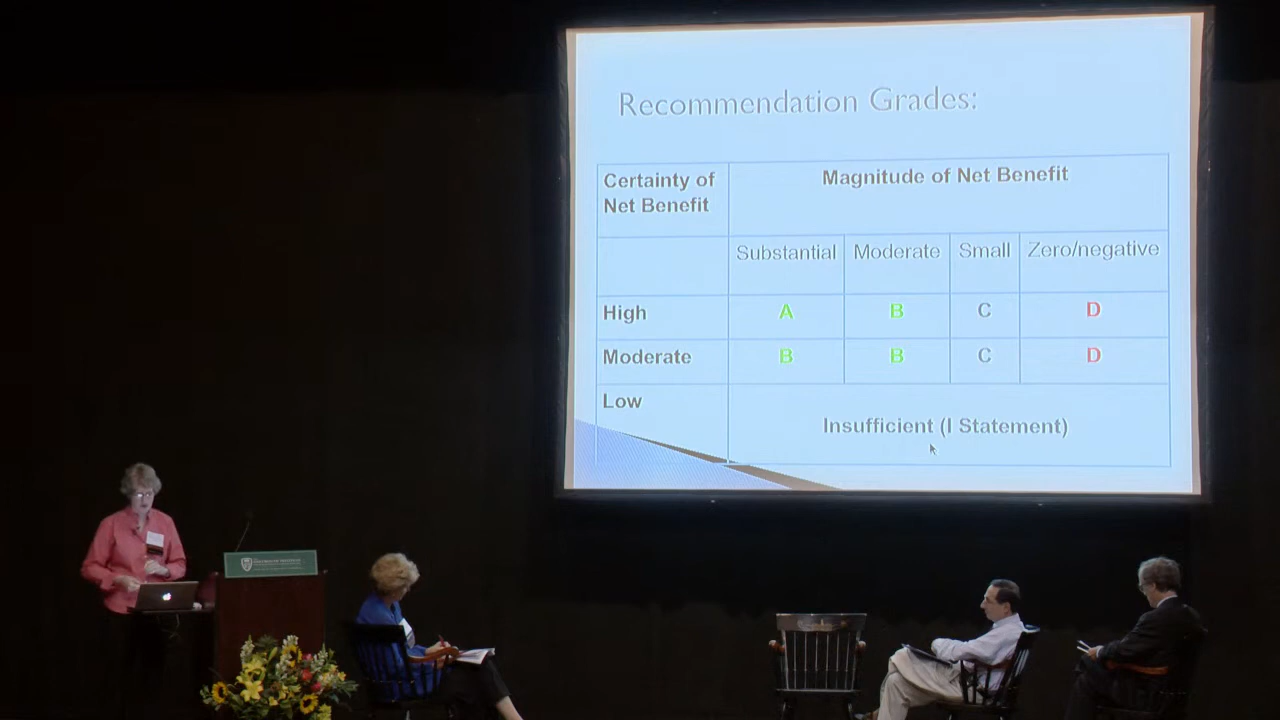 Recommendation Grades:
Certainty of
Net Benefit
Magnitude of Net Benefit
Substantial Moderate Small Zero/negative
High A B C D
Moderate B B C D
Low
Insufficient (I Statement)